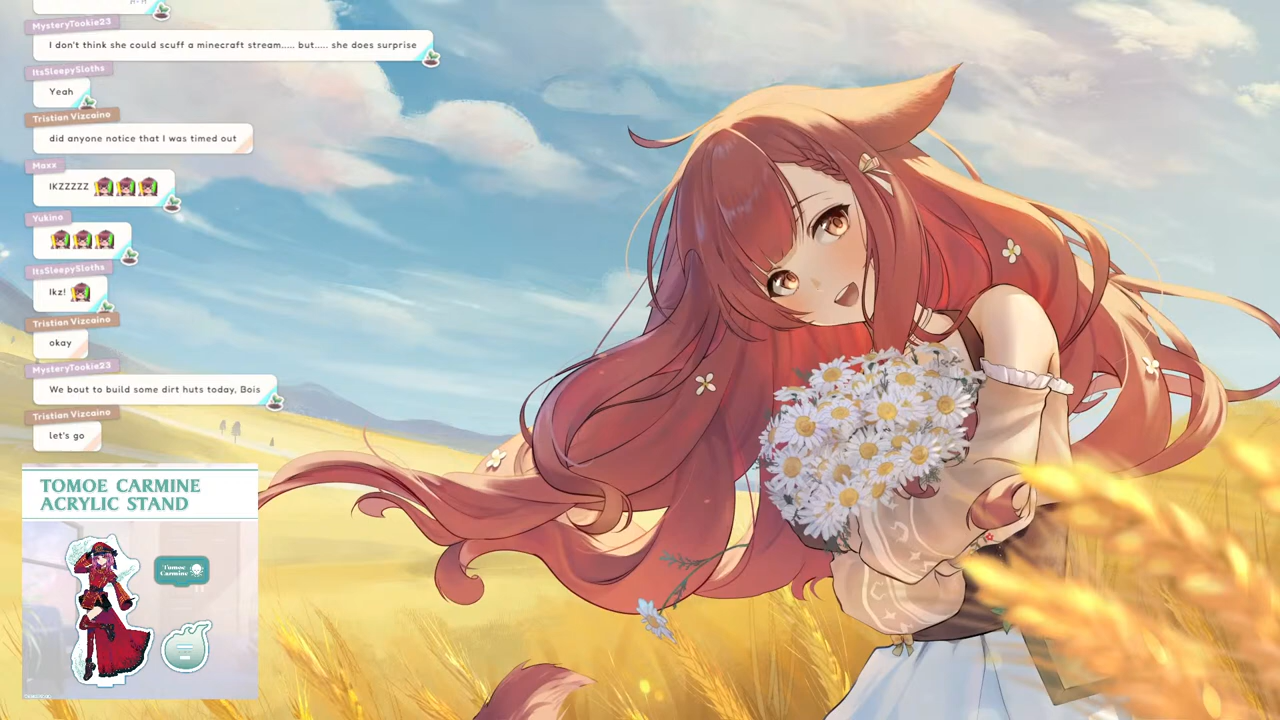 MysteryTookie23
I don't think she could scuff a minecraft stream..... but..... she does surprise
ItsSleepySloths
Yeah
Tristian Vizcaino
did anyone notice that I was timed out
Maxx
IKZZZZZ
Yukino
ItsSleepySloths
Ikz!
Tristian Vizcaino
okay
MysteryTookie23
We bout to build some dirt huts today, Bois
Tristian Vizcaino
let's go
TOMOE CARMINE
ACRYLIC STAND
Tomoe
Carmine